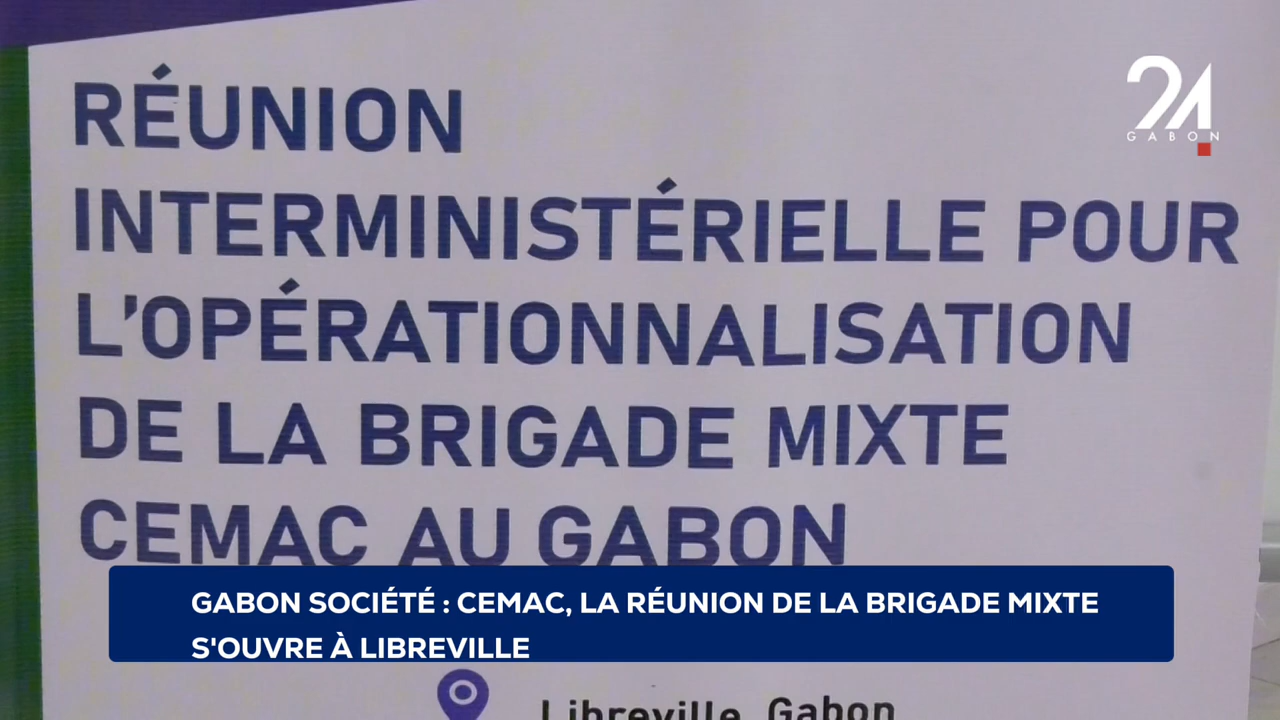 24
GABON
RÉUNION
INTERMINISTÉRIELLE POUR
L'OPÉRATIONNALISATION
DE LA BRIGADE MIXTE
CEMAC AU GABON
GABON SOCIÉTÉ : CEMAC, LA RÉUNION DE LA BRIGADE MIXTE
S'OUVRE À LIBREVILLE
Libreville, Gabon